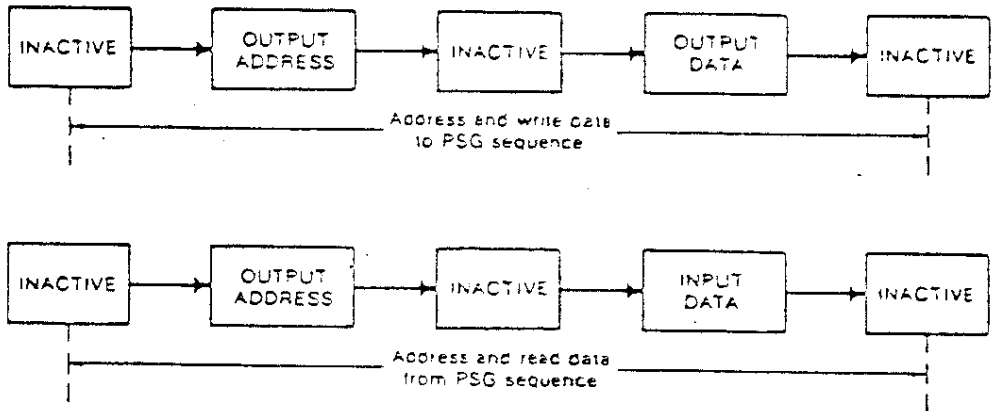 INACTIVE
OUTPUT
ADDRESS
INACTIVE
OUTPUT
DATA
INACTIVE
Address and write data
to PSG sequence
INACTIVE
OUTPUT
ADDRESS
INACTIVE
INPUT
DATA
INACTIVE
Address and read data
from PSG sequence